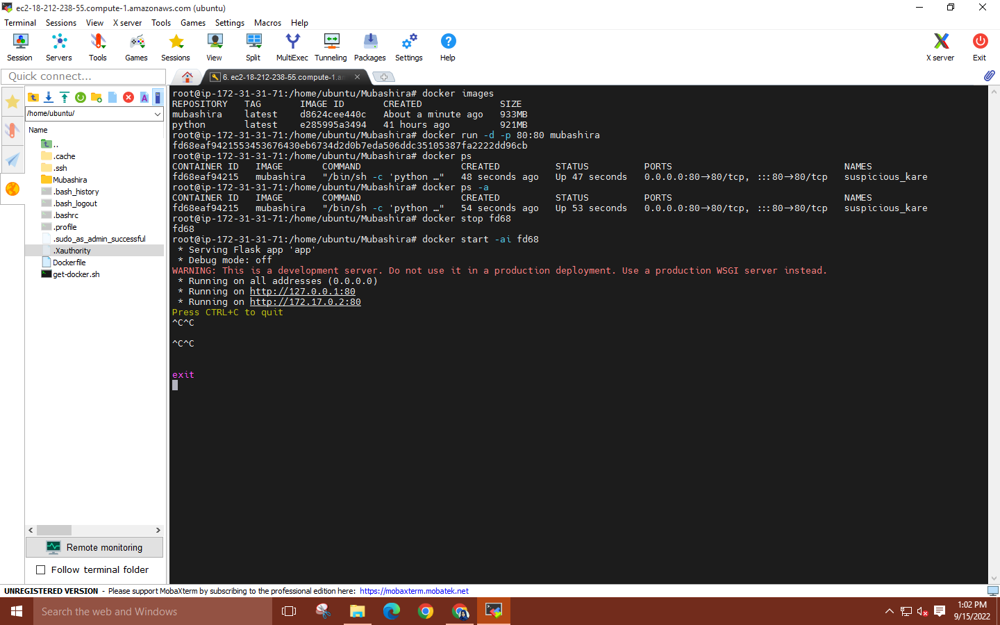 ec2-18-212-238-55.compute-1.amazonaws.com (ubuntu)
Terminal Sessions View X server Tools Games Settings Macros Help
Session Servers Tools Games Sessions View Split MultiExec Tunneling Packages Settings Help X server Exit
Quick connect...
6. ec2-18-212-238-55.compute-1.a
/home/ubuntu/
Name
..
.cache
.ssh
Mubashira
.bash_history
.bash_logout
.bashrc
.profile
.sudo_as_admin_successful
.Xauthority
Dockerfile
get-docker.sh
Remote monitoring
Follow terminal folder
root@ip-172-31-31-71:/home/ubuntu/Mubashira# docker images
REPOSITORY TAG IMAGE ID CREATED SIZE
mubashira latest d8624cee440c About a minute ago 933MB
python latest e285995a3494 41 hours ago 921MB
root@ip-172-31-31-71:/home/ubuntu/Mubashira# docker run -d -p 80:80 mubashira
fd68eaf9421553453676430eb6734d2d0b7eda506ddc35105387fa2222dd96cb
root@ip-172-31-31-71:/home/ubuntu/Mubashira# docker ps
CONTAINER ID IMAGE COMMAND CREATED STATUS PORTS NAMES
fd68eaf94215 mubashira "/bin/sh -c 'python …" 48 seconds ago Up 47 seconds 0.0.0.0:80->80/tcp, :::80->80/tcp suspicious_kare
root@ip-172-31-31-71:/home/ubuntu/Mubashira# docker ps -a
CONTAINER ID IMAGE COMMAND CREATED STATUS PORTS NAMES
fd68eaf94215 mubashira "/bin/sh -c 'python …" 54 seconds ago Up 53 seconds 0.0.0.0:80->80/tcp, :::80->80/tcp suspicious_kare
root@ip-172-31-31-71:/home/ubuntu/Mubashira# docker stop fd68
fd68
root@ip-172-31-31-71:/home/ubuntu/Mubashira# docker start -ai fd68
* Serving Flask app 'app'
* Debug mode: off
WARNING: This is a development server. Do not use it in a production deployment. Use a production WSGI server instead.
* Running on all addresses (0.0.0.0)
* Running on http://127.0.0.1:80
* Running on http://172.17.0.2:80
Press CTRL+C to quit
^C^C
^C^C
exit
UNREGISTERED VERSION - Please support MobaXterm by subscribing to the professional edition here: https://mobaxterm.mobatek.net
Search the web and Windows
1:02 PM
9/15/2022